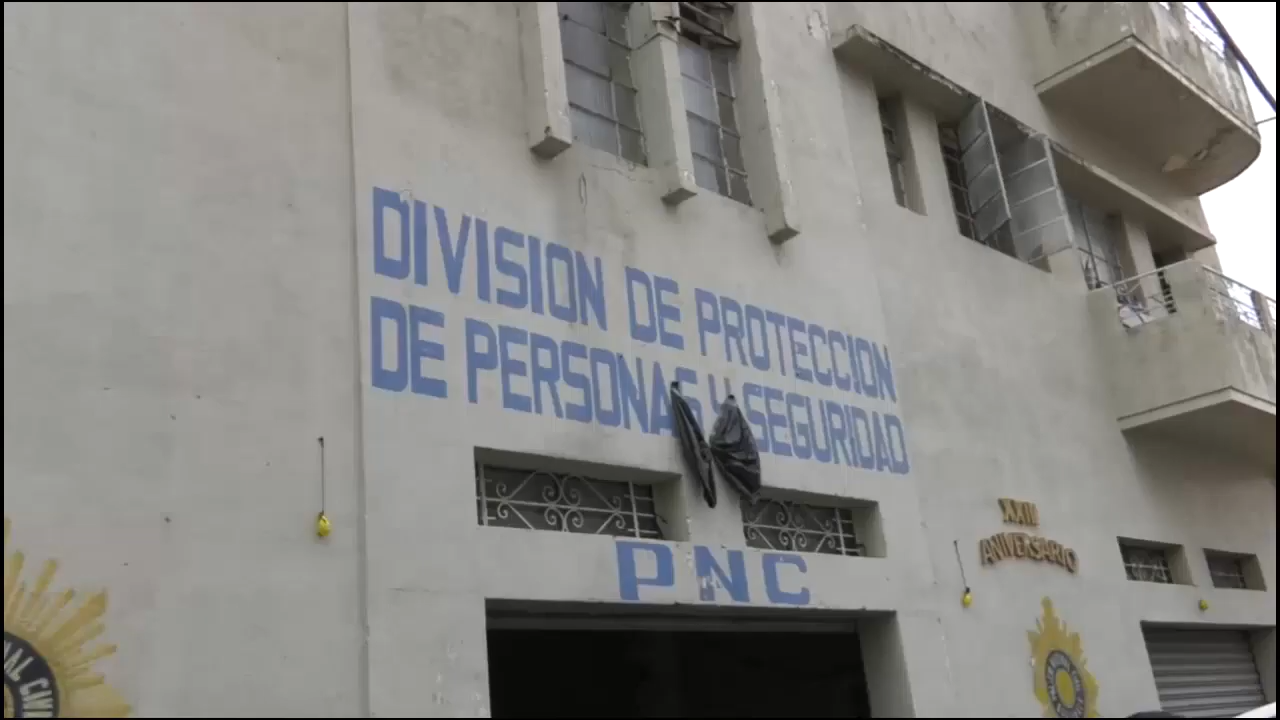 DIVISION DE PROTECCION
DE PERSONAS Y SEGURIDAD
PNC
XXIII
ANIVERSARIO